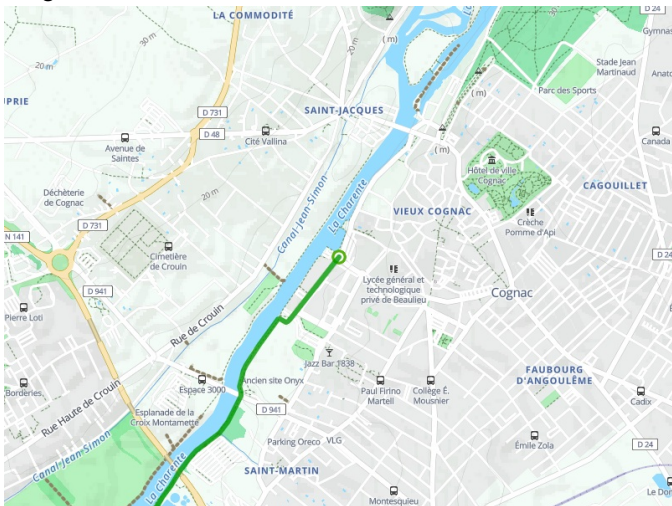 LA COMMODITÉ
D 24
Gymnas
30 m
20 m
( m )
Stade Jean
Martinaud
Anato
UPRIE
D 731
SAINT-JACQUES
( m )
Parc des Sports
D 48
Cité Vallina
Avenue de
Saintes
( m )
Canada
Hôtel de ville
Cognac
20 m
Canal Jean Simon
La Charente
CAGOUILLET
Déchèterie
de Cognac
VIEUX COGNAC
Crèche
Pomme d'Api
D 731
N 141
Cimetière
de Crouin
D 24
Lycée général et
technologique
privé de Beaulieu
D 941
Cognac
Pierre Loti
Rue de Crouin
Jazz Bar 1838
FAUBOURG
D'ANGOULÊME
Borderies
Espace 3000
Ancien site Onyx
Paul Firino
Martell
Collège É.
Mounier
Cadix
Rue Haute de Crouin
Esplanade de la
Croix Montamette
D 941
Parking Oreco
VLG
Émile Zola
D 24
Canal Jean Simon
La Charente
SAINT-MARTIN
Montesquieu
Le Dor